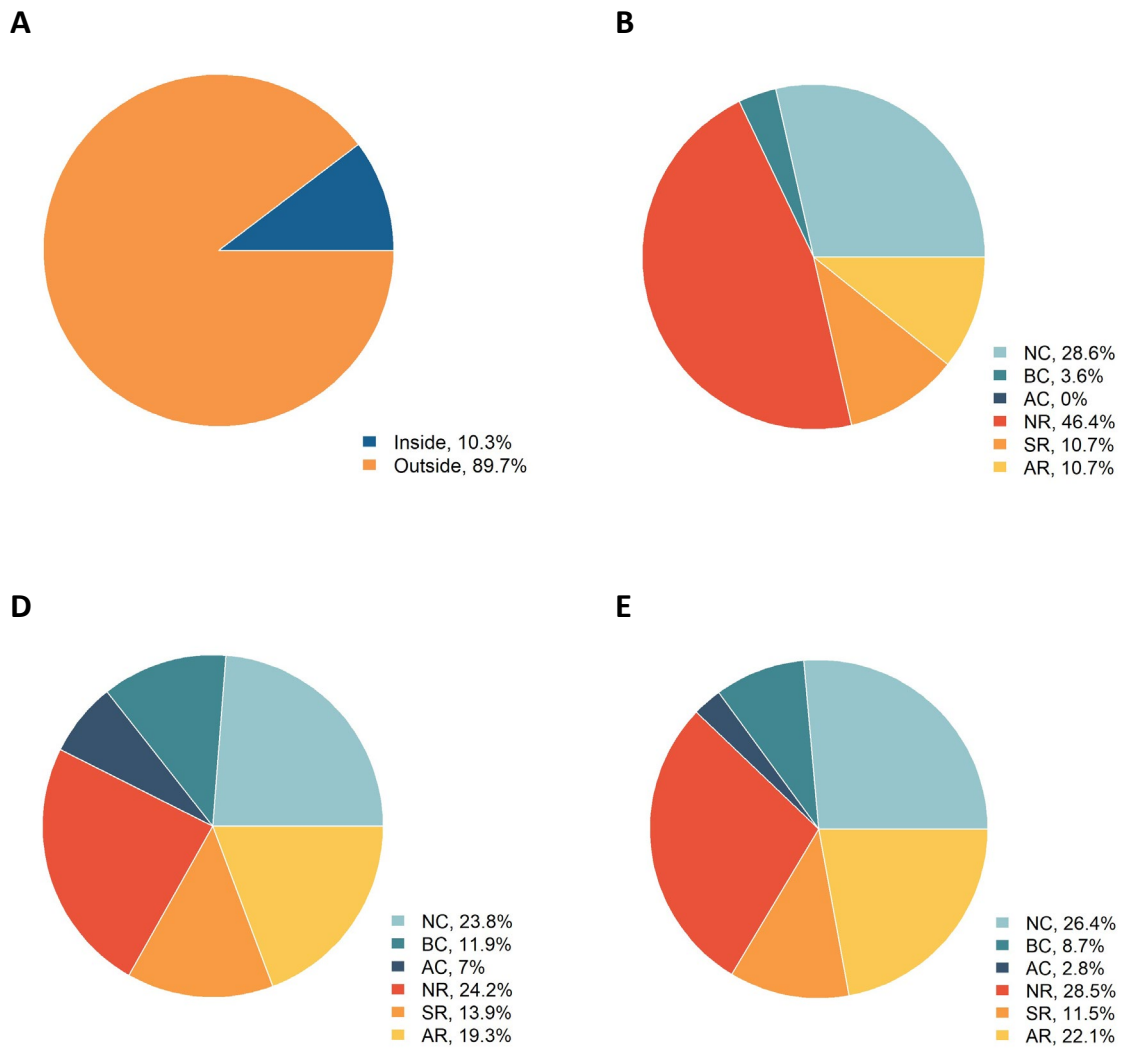 A
B
Inside, 10.3%
Outside, 89.7%
NC, 28.6%
BC, 3.6%
AC, 0%
NR, 46.4%
SR, 10.7%
AR, 10.7%
D
E
NC, 23.8%
BC, 11.9%
AC, 7%
NR, 24.2%
SR, 13.9%
AR, 19.3%
NC, 26.4%
BC, 8.7%
AC, 2.8%
NR, 28.5%
SR, 11.5%
AR, 22.1%